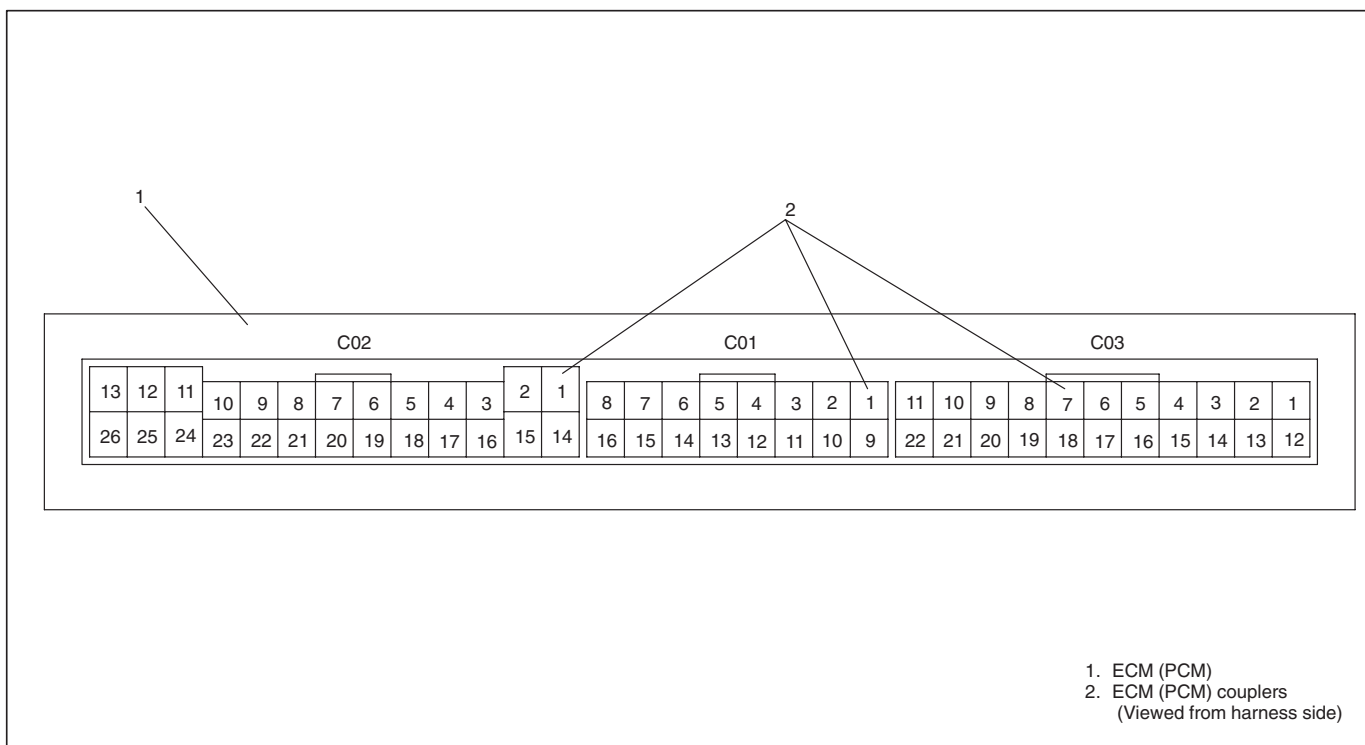 1
2
C02 C01 C03
13 12 11 10 9 8 7 6 5 4 3 2 1 8 7 6 5 4 3 2 1 11 10 9 8 7 6 5 4 3 2 1
26 25 24 23 22 21 20 19 18 17 16 15 14 16 15 14 13 12 11 10 9 22 21 20 19 18 17 16 15 14 13 12
1. ECM (PCM)
2. ECM (PCM) couplers
(Viewed from harness side)